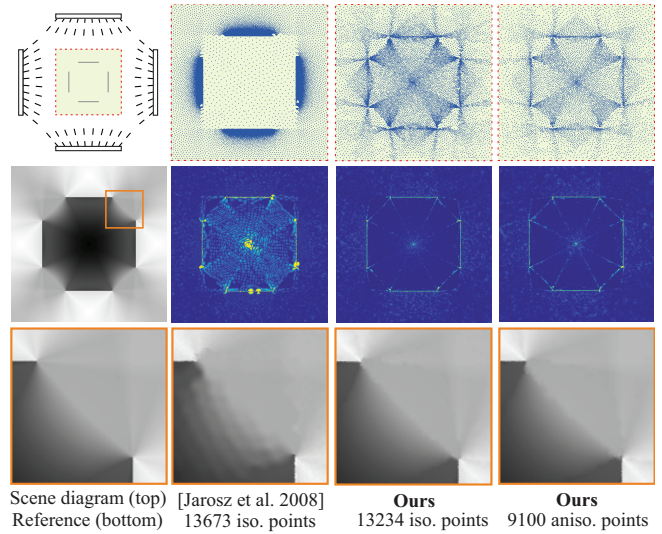 Scene diagram (top)
Reference (bottom)
[Jarosz et al. 2008]
13673 iso. points
Ours
13234 iso. points
Ours
9100 aniso. points